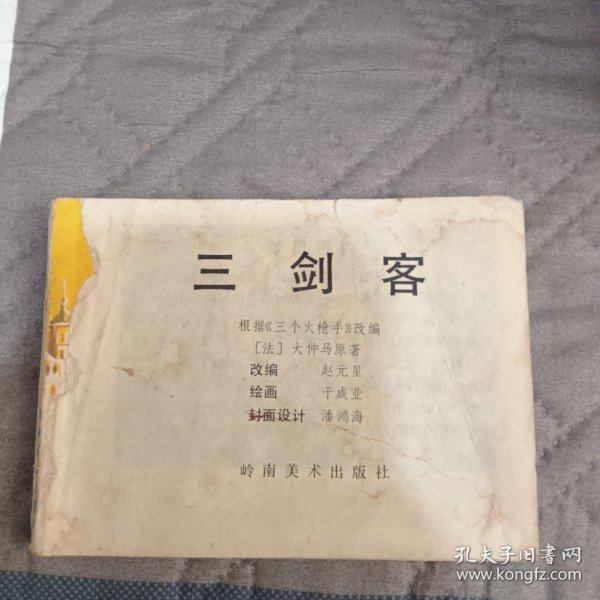 三剑客
根据《三个火枪手》改编
〔法〕大仲马原著
改编 赵元星
绘画 于成业
封面设计 潘鸿海
岭南美术出版社
孔夫子旧书网
www.kongfz.com